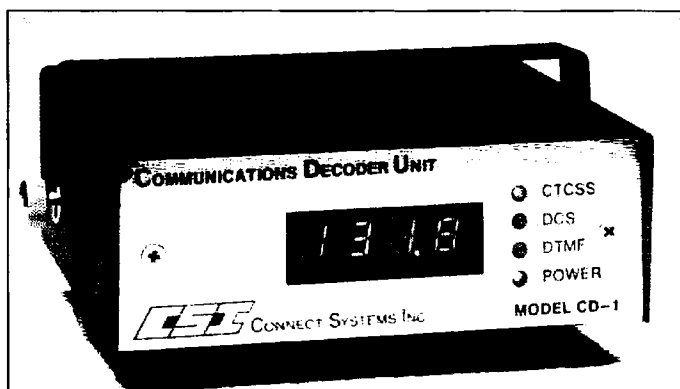 COMMUNICATIONS DECODER UNIT
131.8
CTCSS
DCS
DTMF
POWER
CSI CONNECT SYSTEMS INC
MODEL CD-1